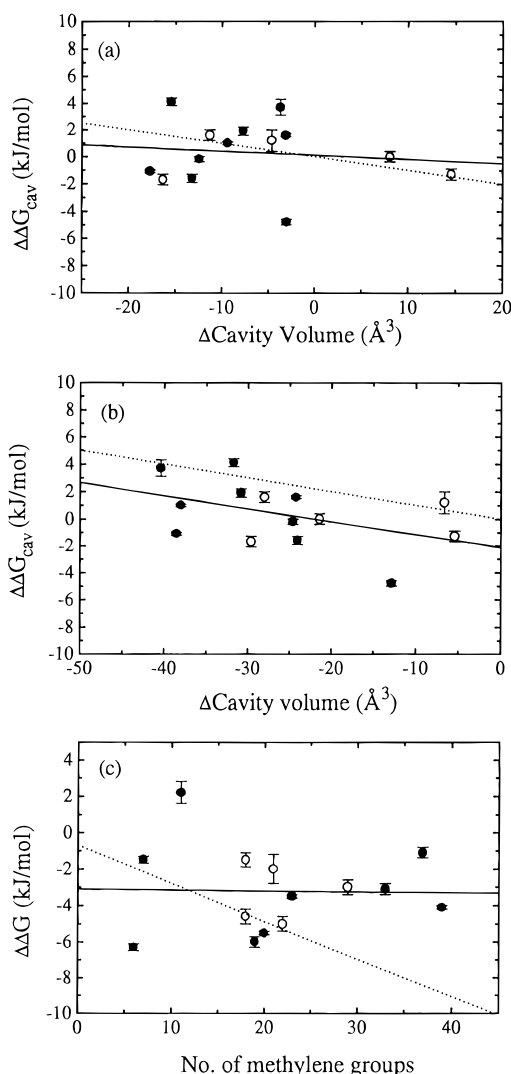 (a)
10
8
6
4
2
0
-2
-4
-6
-8
-10
ΔΔG_cav (kJ/mol)
-20 -10 0 10 20
ΔCavity Volume (Å³)
(b)
10
8
6
4
2
0
-2
-4
-6
-8
-10
ΔΔG_cav (kJ/mol)
-50 -40 -30 -20 -10 0
ΔCavity volume (Å³)
(c)
4
2
0
-2
-4
-6
-8
-10
ΔΔG (kJ/mol)
0 10 20 30 40
No. of methylene groups